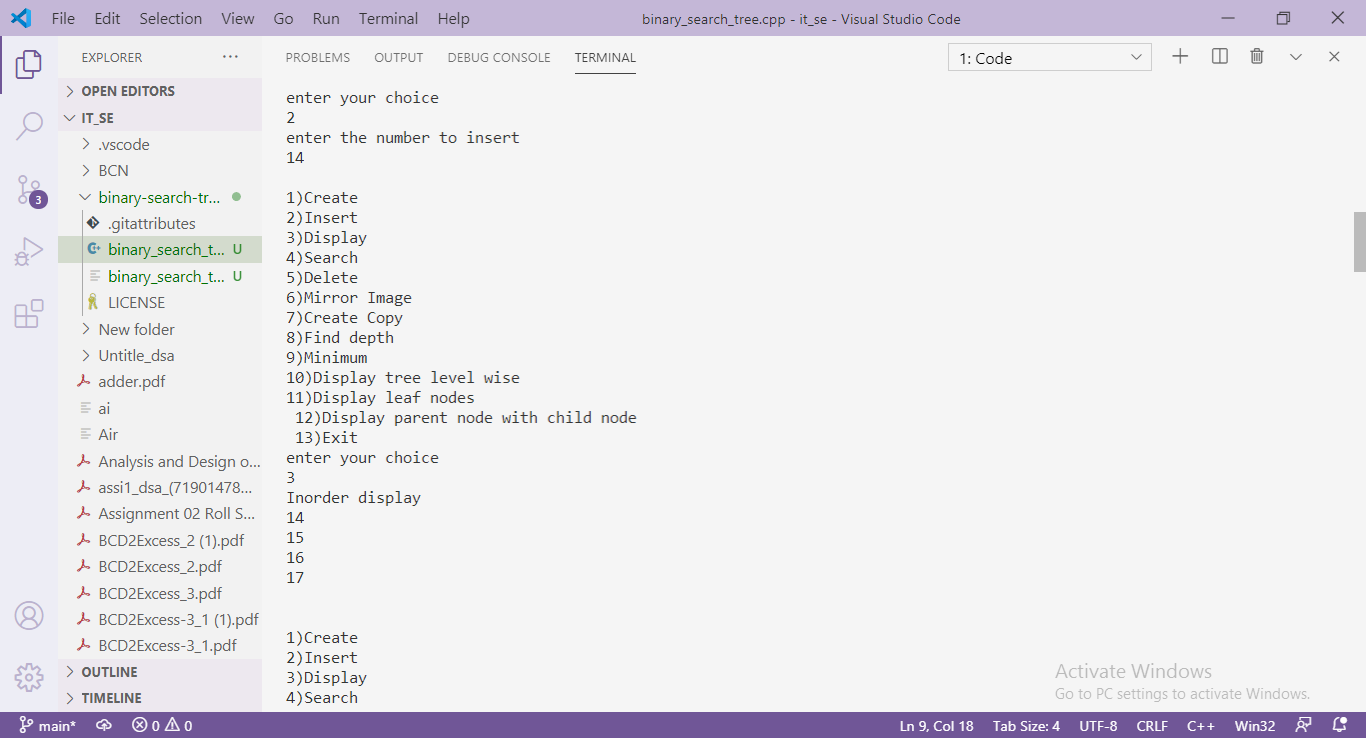 File Edit Selection View Go Run Terminal Help binary_search_tree.cpp - it_se - Visual Studio Code
EXPLORER ...
OPEN EDITORS
IT_SE
.vscode
BCN
binary-search-tr...
.gitattributes
binary_search_t... U
binary_search_t... U
LICENSE
New folder
Untitle_dsa
adder.pdf
ai
Air
Analysis and Design o...
assi1_dsa_(71901478...
Assignment 02 Roll S...
BCD2Excess_2 (1).pdf
BCD2Excess_2.pdf
BCD2Excess_3.pdf
BCD2Excess-3_1 (1).pdf
BCD2Excess-3_1.pdf
OUTLINE
TIMELINE
3
PROBLEMS OUTPUT DEBUG CONSOLE TERMINAL 1: Code
enter your choice
2
enter the number to insert
14
1)Create
2)Insert
3)Display
4)Search
5)Delete
6)Mirror Image
7)Create Copy
8)Find depth
9)Minimum
10)Display tree level wise
11)Display leaf nodes
12)Display parent node with child node
13)Exit
enter your choice
3
Inorder display
14
15
16
17
1)Create
2)Insert
3)Display
4)Search
Activate Windows
Go to PC settings to activate Windows.
main* 0 0 Ln 9, Col 18 Tab Size: 4 UTF-8 CRLF C++ Win32